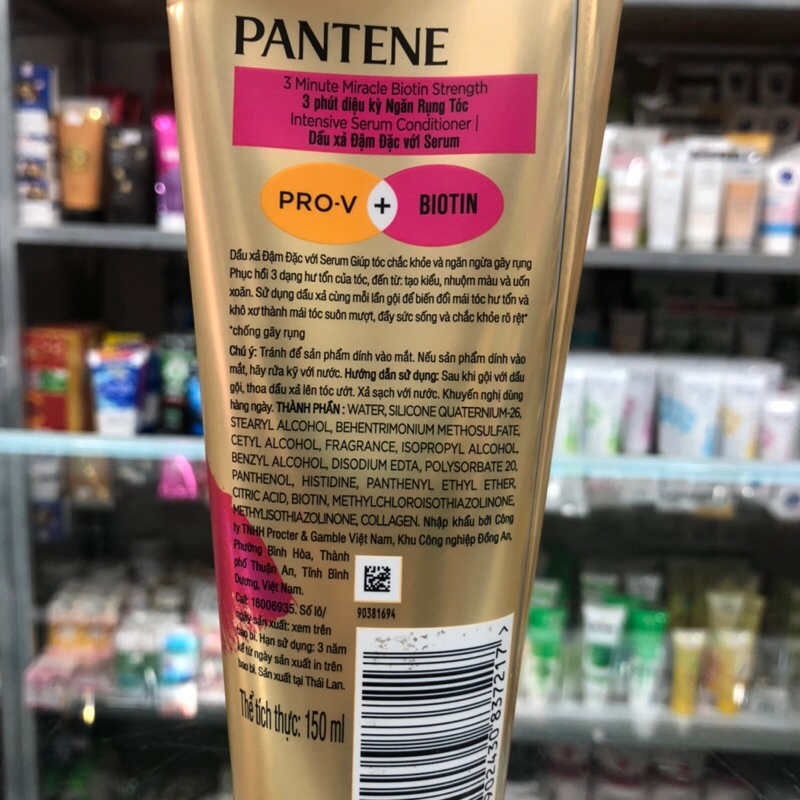 PANTENE
3 Minute Miracle Biotin Strength
3 phút diệu kỳ Ngăn Rụng Tóc
Intensive Serum Conditioner |
Dầu xả Đậm Đặc với Serum
PRO-V + BIOTIN
Dầu xả Đậm Đặc với Serum Giúp tóc chắc khỏe và ngăn ngừa gãy rụng
Phục hồi 3 dạng hư tổn của tóc, đến từ: tạo kiểu, nhuộm màu và uốn
xoăn. Sử dụng dầu xả cùng mỗi lần gội để biến đổi mái tóc hư tổn và
khô xơ thành mái tóc suôn mượt, đầy sức sống và chắc khỏe rõ rệt*
*chống gãy rụng
Chú ý: Tránh để sản phẩm dính vào mắt. Nếu sản phẩm dính vào
mắt, hãy rửa kỹ với nước. Hướng dẫn sử dụng: Sau khi gội với dầu
gội, thoa dầu xả lên tóc ướt. Xả sạch với nước. Khuyến nghị dùng
hàng ngày. THÀNH PHẦN : WATER, SILICONE QUATERNIUM-26,
STEARYL ALCOHOL, BEHENTRIMONIUM METHOSULFATE,
CETYL ALCOHOL, FRAGRANCE, ISOPROPYL ALCOHOL,
BENZYL ALCOHOL, DISODIUM EDTA, POLYSORBATE 20,
PANTHENOL, HISTIDINE, PANTHENYL ETHYL ETHER,
CITRIC ACID, BIOTIN, METHYLCHLOROISOTHIAZOLINONE,
METHYLISOTHIAZOLINONE, COLLAGEN. Nhập khẩu bởi Công
ty TNHH Procter & Gamble Việt Nam, Khu Công nghiệp Đồng An,
Phường Bình Hòa, Thành
phố Thuận An, Tỉnh Bình
Dương, Việt Nam.
Call: 18006935. Số lô/
ngày sản xuất: xem trên
bao bì. Hạn sử dụng: 3 năm
kể từ ngày sản xuất in trên
bao bì. Sản xuất tại Thái Lan.
Thể tích thực: 150 ml
90381694
902430 837217 >